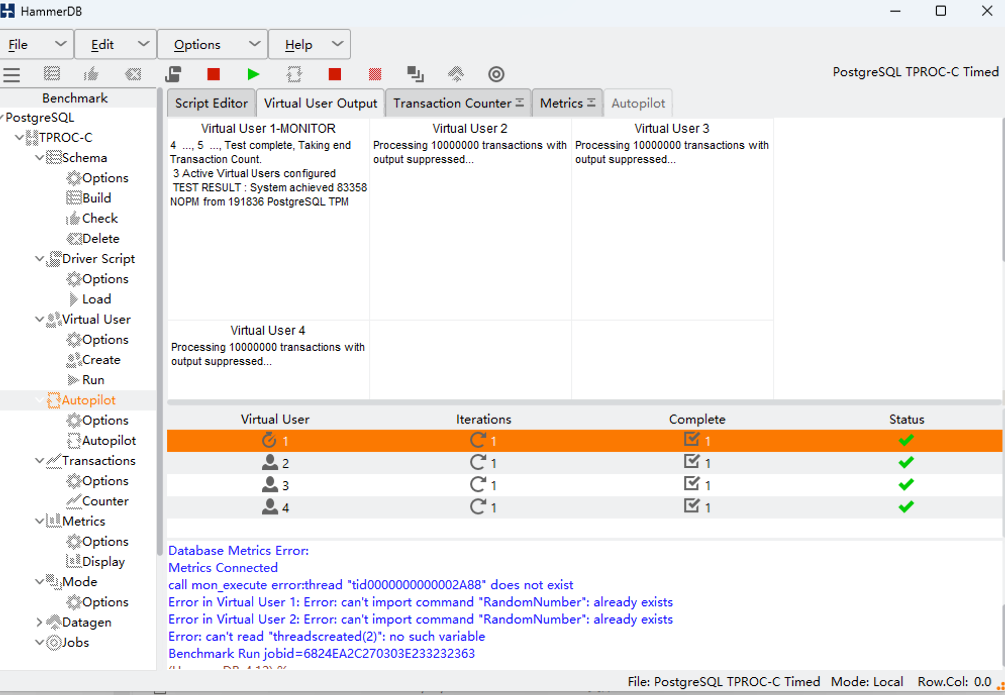 HammerDB
File Edit Options Help
PostgreSQL TPROC-C Timed
Benchmark
PostgreSQL
TPROC-C
Schema
Options
Build
Check
Delete
Driver Script
Options
Load
Virtual User
Options
Create
Run
Autopilot
Options
Autopilot
Transactions
Options
Counter
Metrics
Options
Display
Mode
Options
Datagen
Jobs
Script Editor Virtual User Output Transaction Counter Metrics Autopilot
Virtual User 1-MONITOR
4 ..., 5 ..., Test complete, Taking end
Transaction Count.
3 Active Virtual Users configured
TEST RESULT : System achieved 83358
NOPM from 191836 PostgreSQL TPM
Virtual User 2
Processing 10000000 transactions with
output suppressed...
Virtual User 3
Processing 10000000 transactions with
output suppressed...
Virtual User 4
Processing 10000000 transactions with
output suppressed...
Virtual User Iterations Complete Status
1 1 1
2 1 1
3 1 1
4 1 1
Database Metrics Error:
Metrics Connected
call mon_execute error:thread "tid0000000000002A88" does not exist
Error in Virtual User 1: Error: can't import command "RandomNumber": already exists
Error in Virtual User 2: Error: can't import command "RandomNumber": already exists
Error: can't read "threadscreated(2)": no such variable
Benchmark Run jobid=6824EA2C270303E233232363
File: PostgreSQL TPROC-C Timed Mode: Local Row.Col: 0.0